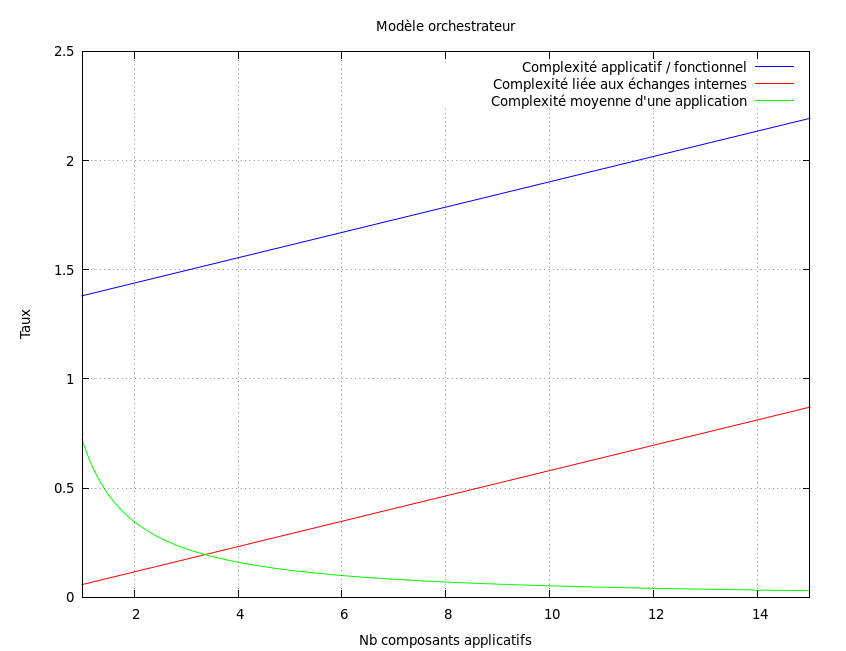 Modèle orchestrateur
2.5
Complexité applicatif / fonctionnel
Complexité liée aux échanges internes
Complexité moyenne d'une application
2
1.5
Taux
1
0.5
0
2 4 6 8 10 12 14
Nb composants applicatifs